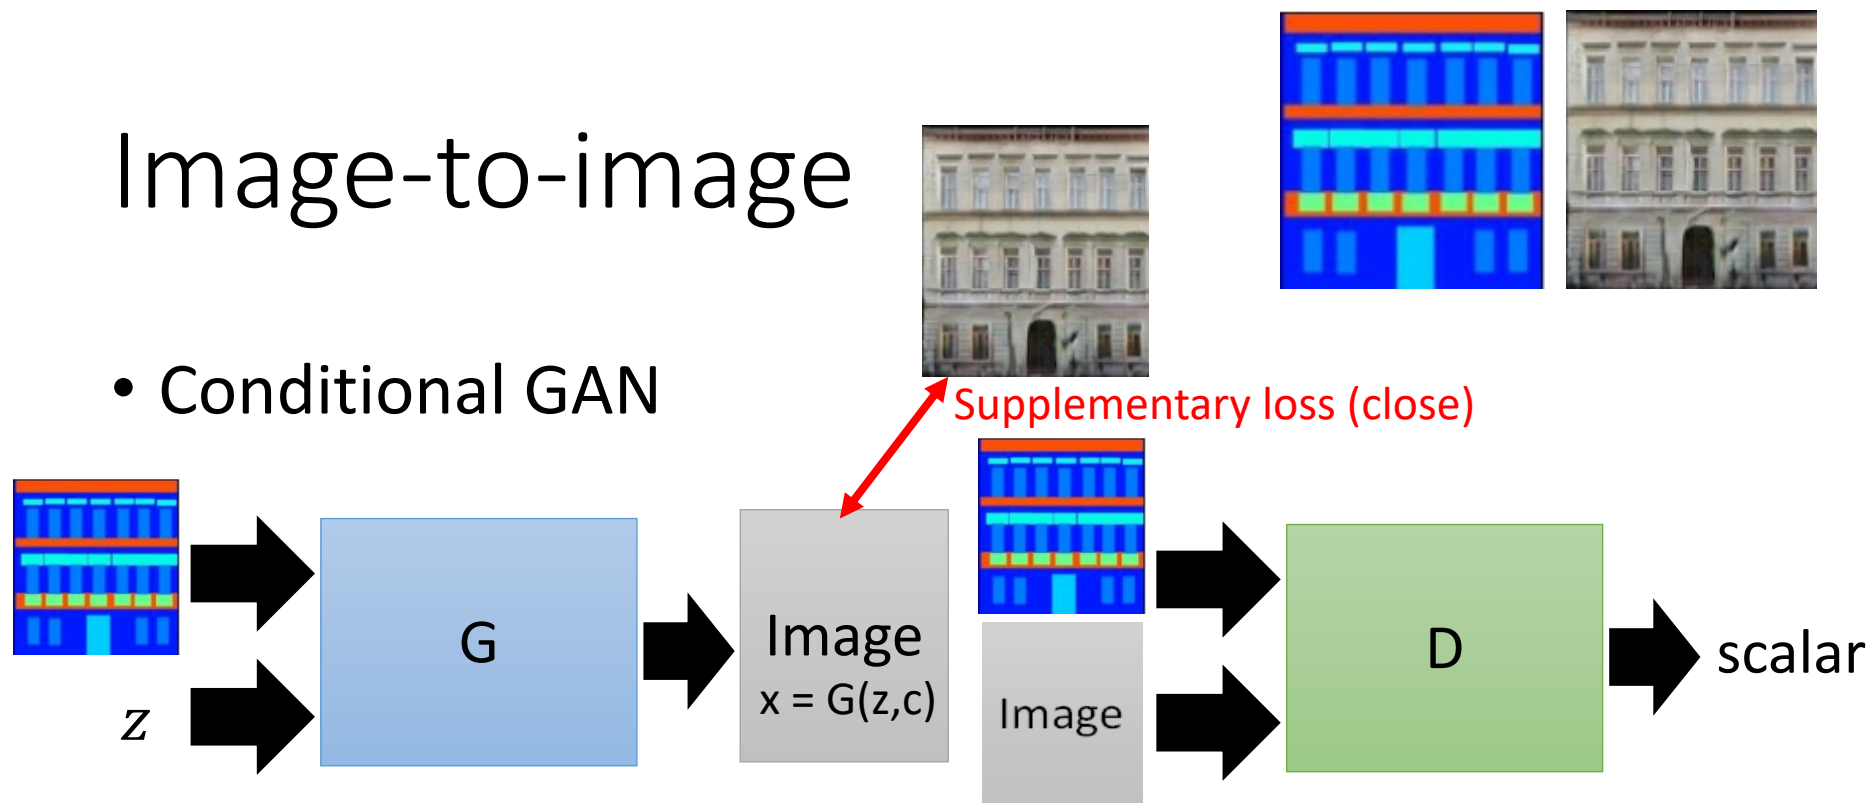 Image-to-image
• Conditional GAN
Supplementary loss (close)
z
G
Image
x = G(z,c)
Image
D
scalar